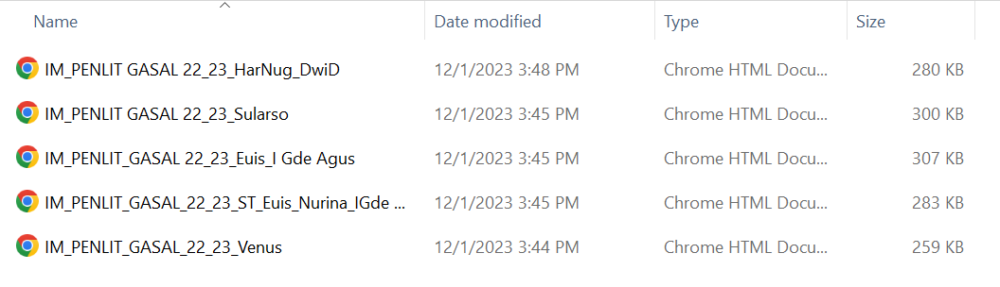 Name Date modified Type Size
IM_PENLIT GASAL 22_23_HarNug_DwiD 12/1/2023 3:48 PM Chrome HTML Docu... 280 KB
IM_PENLIT GASAL 22_23_Sularso 12/1/2023 3:45 PM Chrome HTML Docu... 300 KB
IM_PENLIT GASAL 22_23_Euis_I Gde Agus 12/1/2023 3:45 PM Chrome HTML Docu... 307 KB
IM_PENLIT_GASAL_22_23_ST_Euis_Nurina_IGde ... 12/1/2023 3:45 PM Chrome HTML Docu... 283 KB
IM_PENLIT_GASAL_22_23_Venus 12/1/2023 3:44 PM Chrome HTML Docu... 259 KB